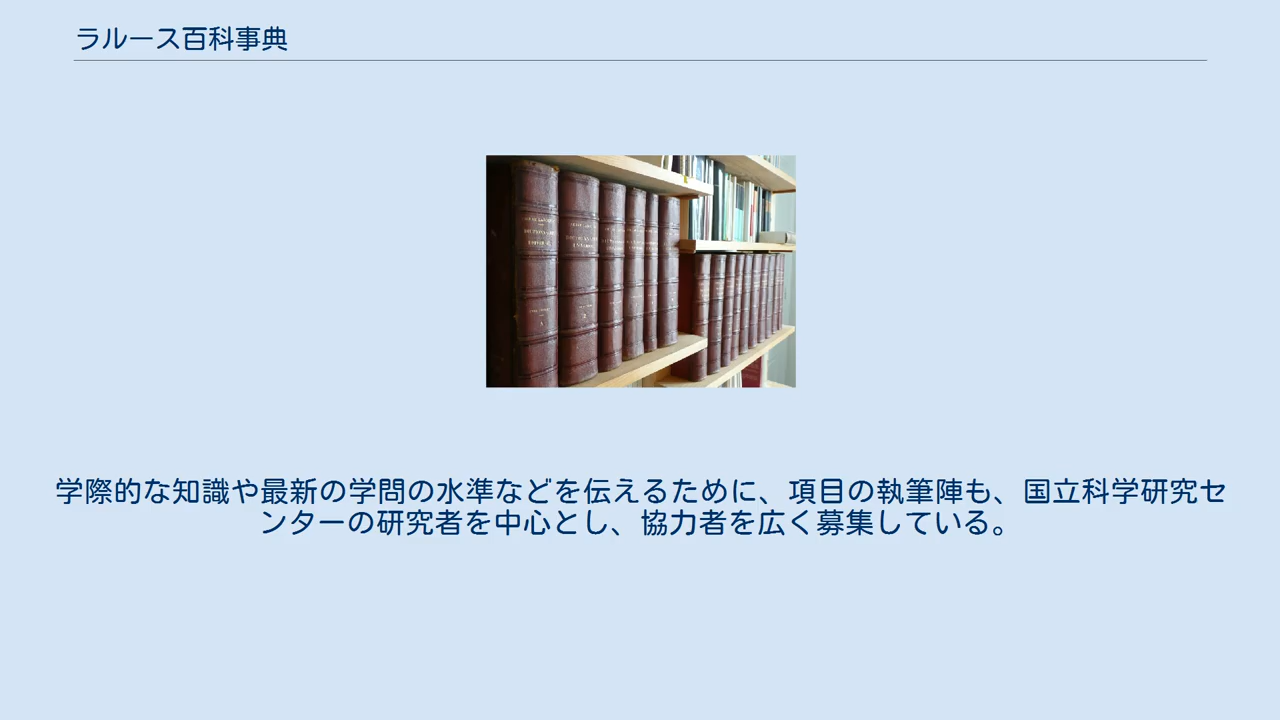 ラルース百科事典
学際的な知識や最新の学問の水準などを伝えるために、項目の執筆陣も、国立科学研究セ
ンターの研究者を中心とし、協力者を広く募集している。